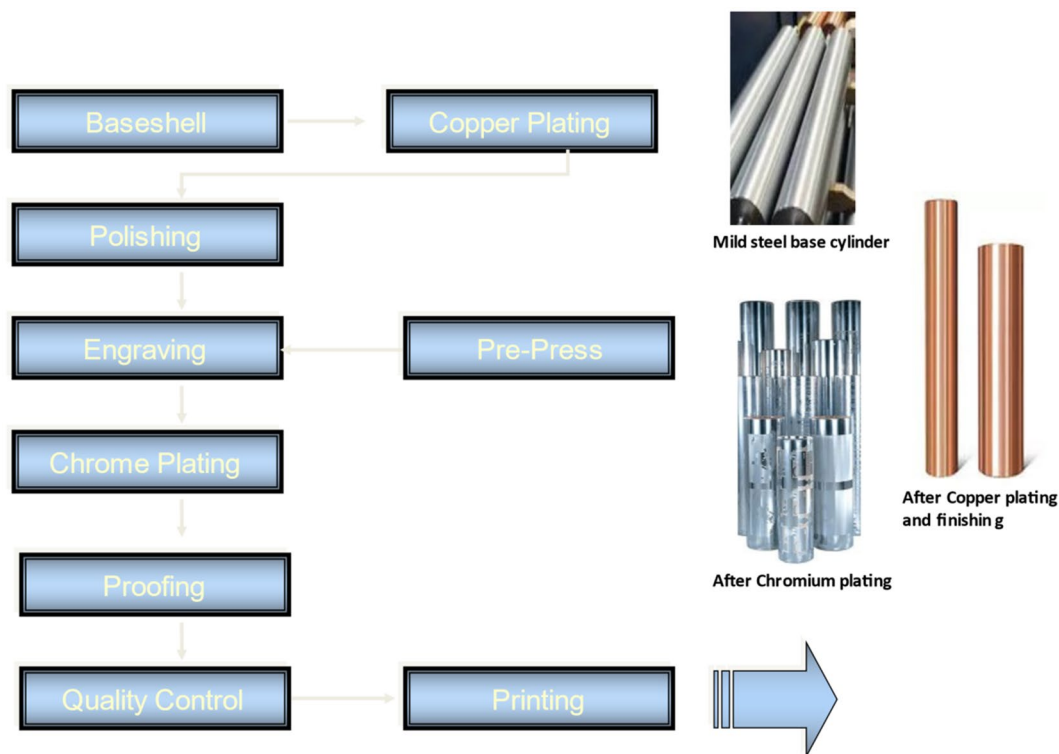 Baseshell
Copper Plating
Polishing
Engraving
Pre-Press
Chrome Plating
Proofing
Quality Control
Printing
Mild steel base cylinder
After Copper plating
and finishin g
After Chromium plating